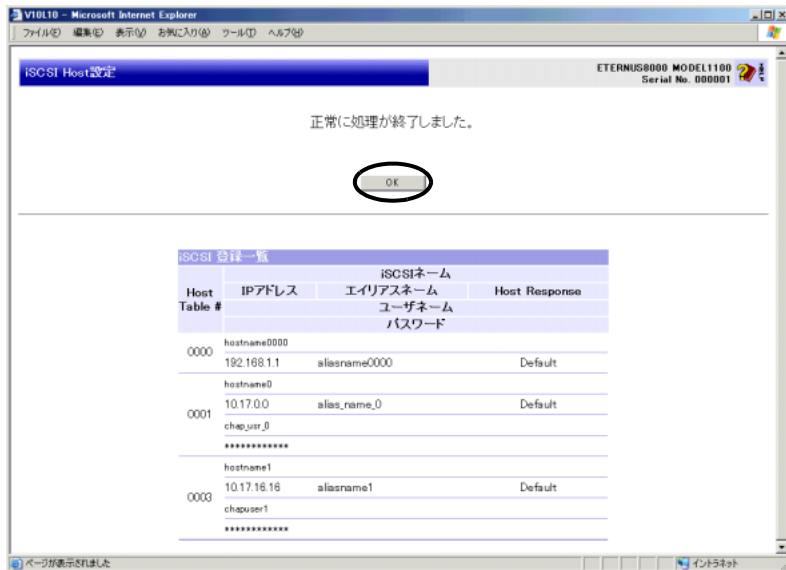 V10L10 - Microsoft Internet Explorer
ファイル(F) 編集(E) 表示(V) お気に入り(A) ツール(T) ヘルプ(H)
iSCSI Host設定
ETERNUS8000 MODEL1100
Serial No. 000001
正常に処理が終了しました。
OK
iSCSI 登録一覧
Host Table # IPアドレス iSCSIネーム エイリアスネーム ユーザネーム パスワード Host Response
hostname0000
0000 192.168.1.1 aliasname0000 Default
hostname0
0001 10.17.0.0 alias_name_0 Default
chap_usr_0
************
hostname1
0003 10.17.16.16 aliasname1 Default
chapuser1
************
ページが表示されました イントラネット